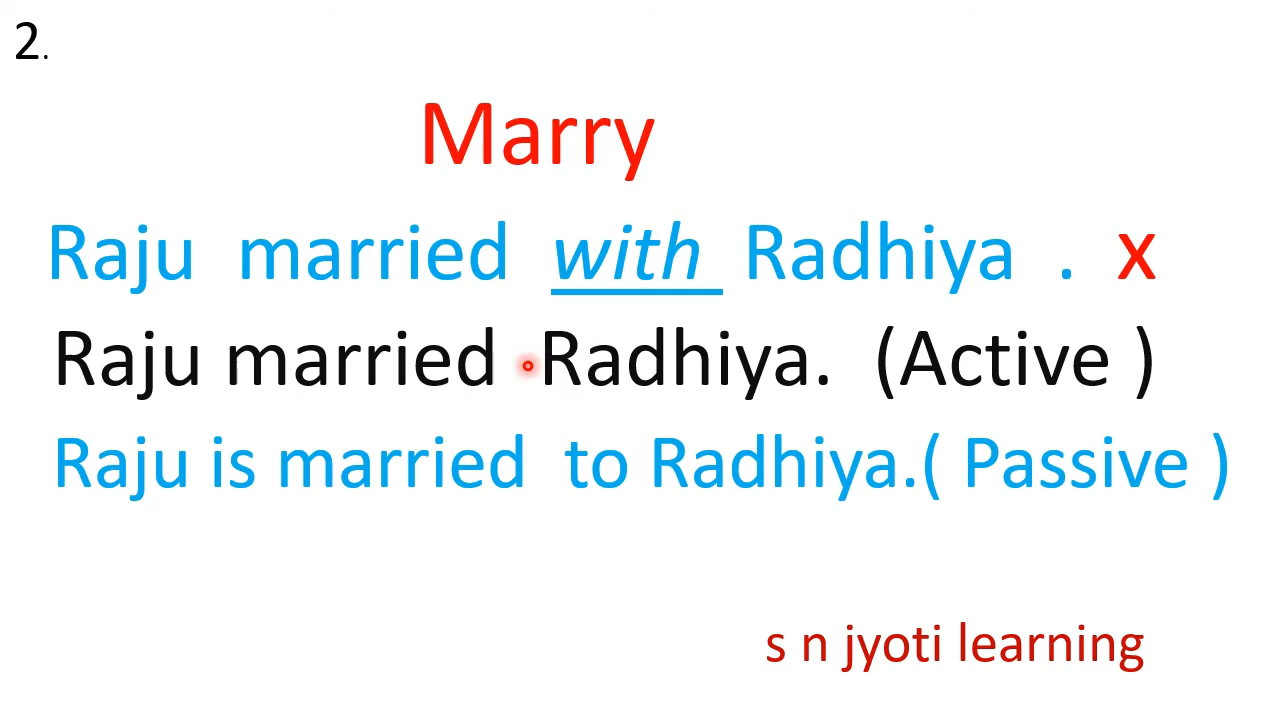 2.
Marry
Raju married with Radhiya . x
Raju married Radhiya. (Active )
Raju is married to Radhiya.( Passive )
s n jyoti learning